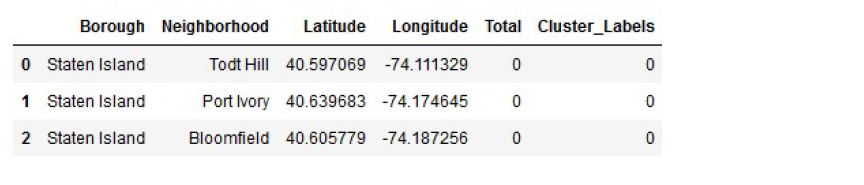 Borough Neighborhood Latitude Longitude Total Cluster_Labels
0 Staten Island Todt Hill 40.597069 -74.111329 0 0
1 Staten Island Port Ivory 40.639683 -74.174645 0 0
2 Staten Island Bloomfield 40.605779 -74.187256 0 0